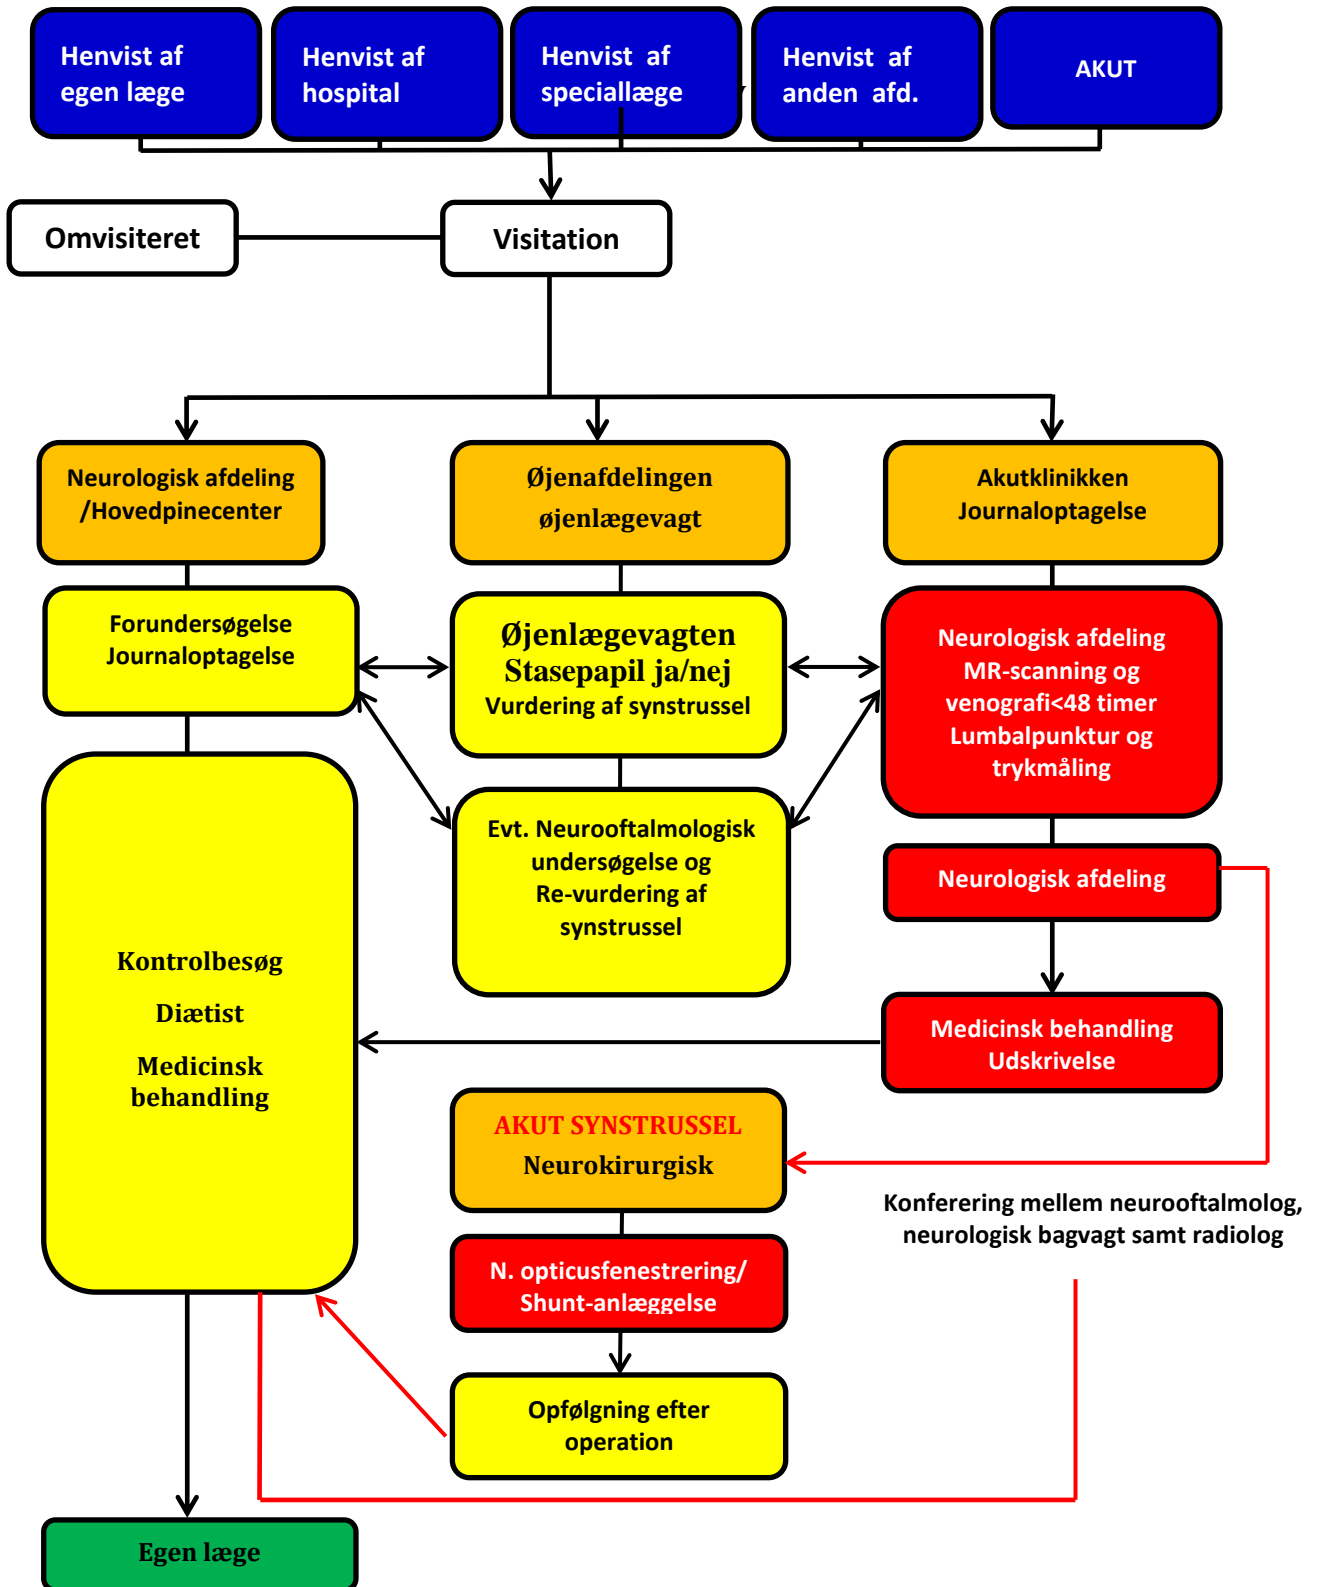 Henvist af
egen læge
Henvist af
hospital
Henvist af
speciallæge
Henvist af
anden afd.
AKUT
Omvisiteret
Visitation
Neurologisk afdeling
/Hovedpinecenter
Øjenafdelingen
øjenlægevagt
Akutklinikken
Journaloptagelse
Forundersøgelse
Journaloptagelse
Øjenlægevagten
Stasepapil ja/nej
Vurdering af synstrussel
Neurologisk afdeling
MR-scanning og
venografi<48 timer
Lumbalpunktur og
trykmåling
Evt. Neurooftalmologisk
undersøgelse og
Re-vurdering af
synstrussel
Neurologisk afdeling
Kontrolbesøg
Diætist
Medicinsk
behandling
Medicinsk behandling
Udskrivelse
AKUT SYNSTRUSSEL
Neurokirurgisk
Konferering mellem neurooftalmolog,
neurologisk bagvagt samt radiolog
N. opticusfenestrering/
Shunt-anlæggelse
Opfølgning efter
operation
Egen læge